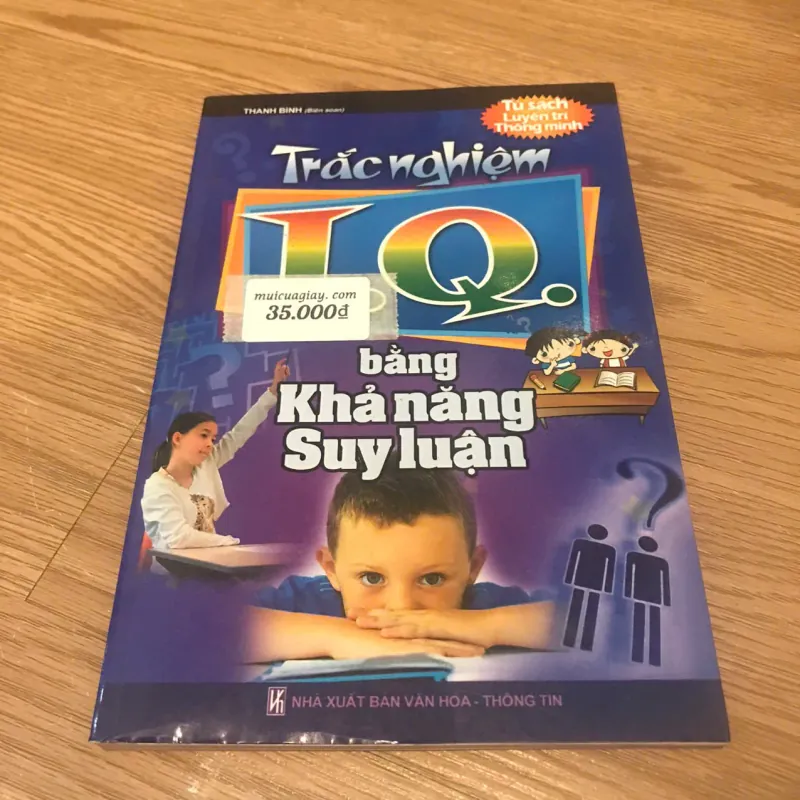 THANH BÌNH (Biên soạn)
Tủ sách
Luyện trí
Thông minh
Trắc nghiệm
I.Q.
muicuagiay.com
35.000đ
bằng
Khả năng
Suy luận
NHÀ XUẤT BẢN VĂN HÓA - THÔNG TIN